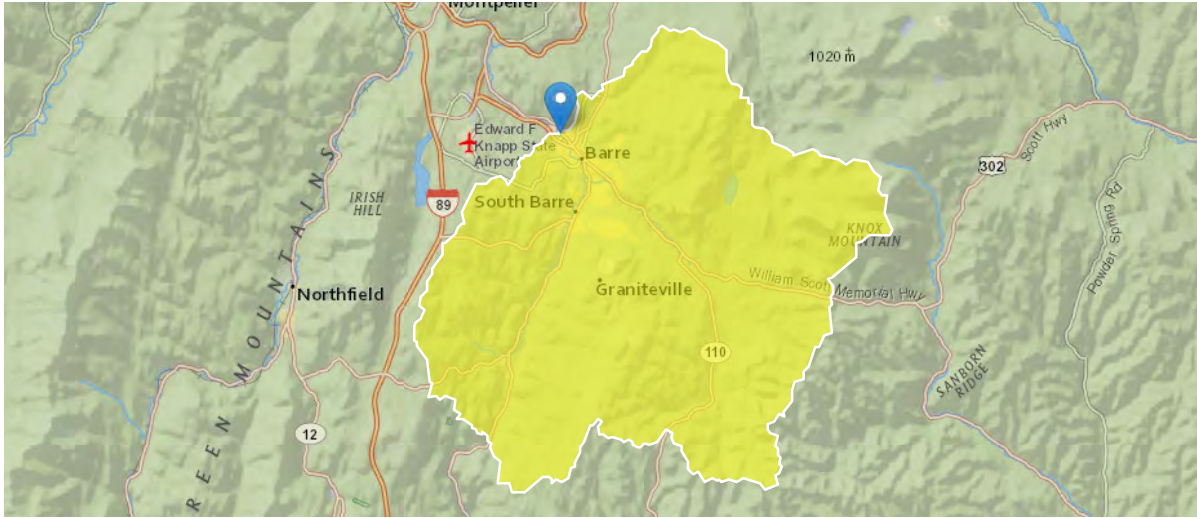 Montpelier
1020 m
Scott Hwy
302
Powder Spring Rd
Edward F
Knapp State
Airport
Barre
IRISH
HILL
89
South Barre
KNOX
MOUNTAIN
William Scott Memorial Hwy
Northfield
Graniteville
GREEN MOUNTAINS
110
SANBORN
RIDGE
12